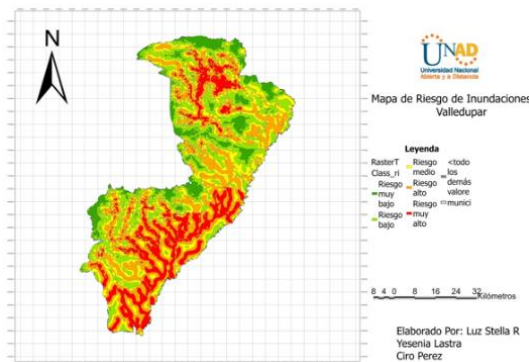 N
UNAD
Universidad Nacional
Abierta y a Distancia
Mapa de Riesgo de Inundaciones
Valledupar
Leyenda
RasterT
Class_ri
Riesgo
muy
bajo
Riesgo
bajo
Riesgo
medio
Riesgo
alto
Riesgo
muy
alto
<todo
los
demás
valore
munici
8 4 0 8 16 24 32
Kilómetros
Elaborado Por: Luz Stella R
Yesenia Lastra
Ciro Perez